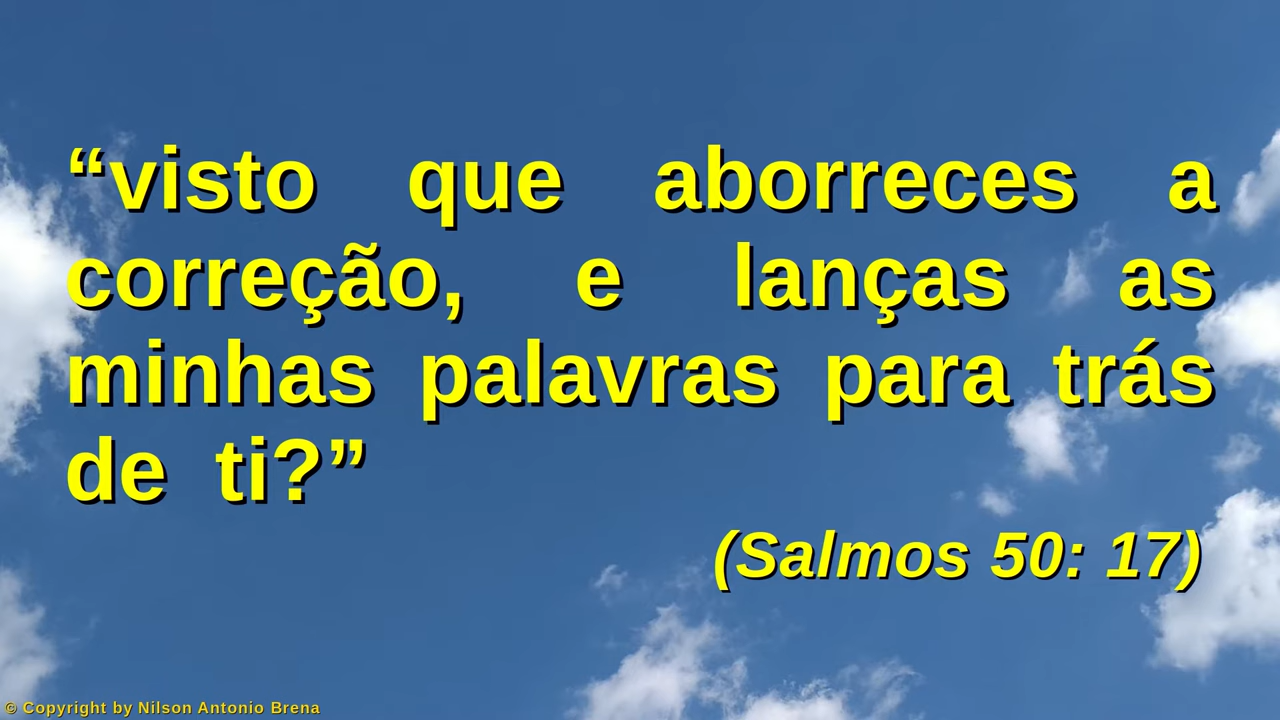 “visto que aborreces a
correção, e lanças as
minhas palavras para trás
de ti?”
(Salmos 50: 17)
© Copyright by Nilson Antonio Brena